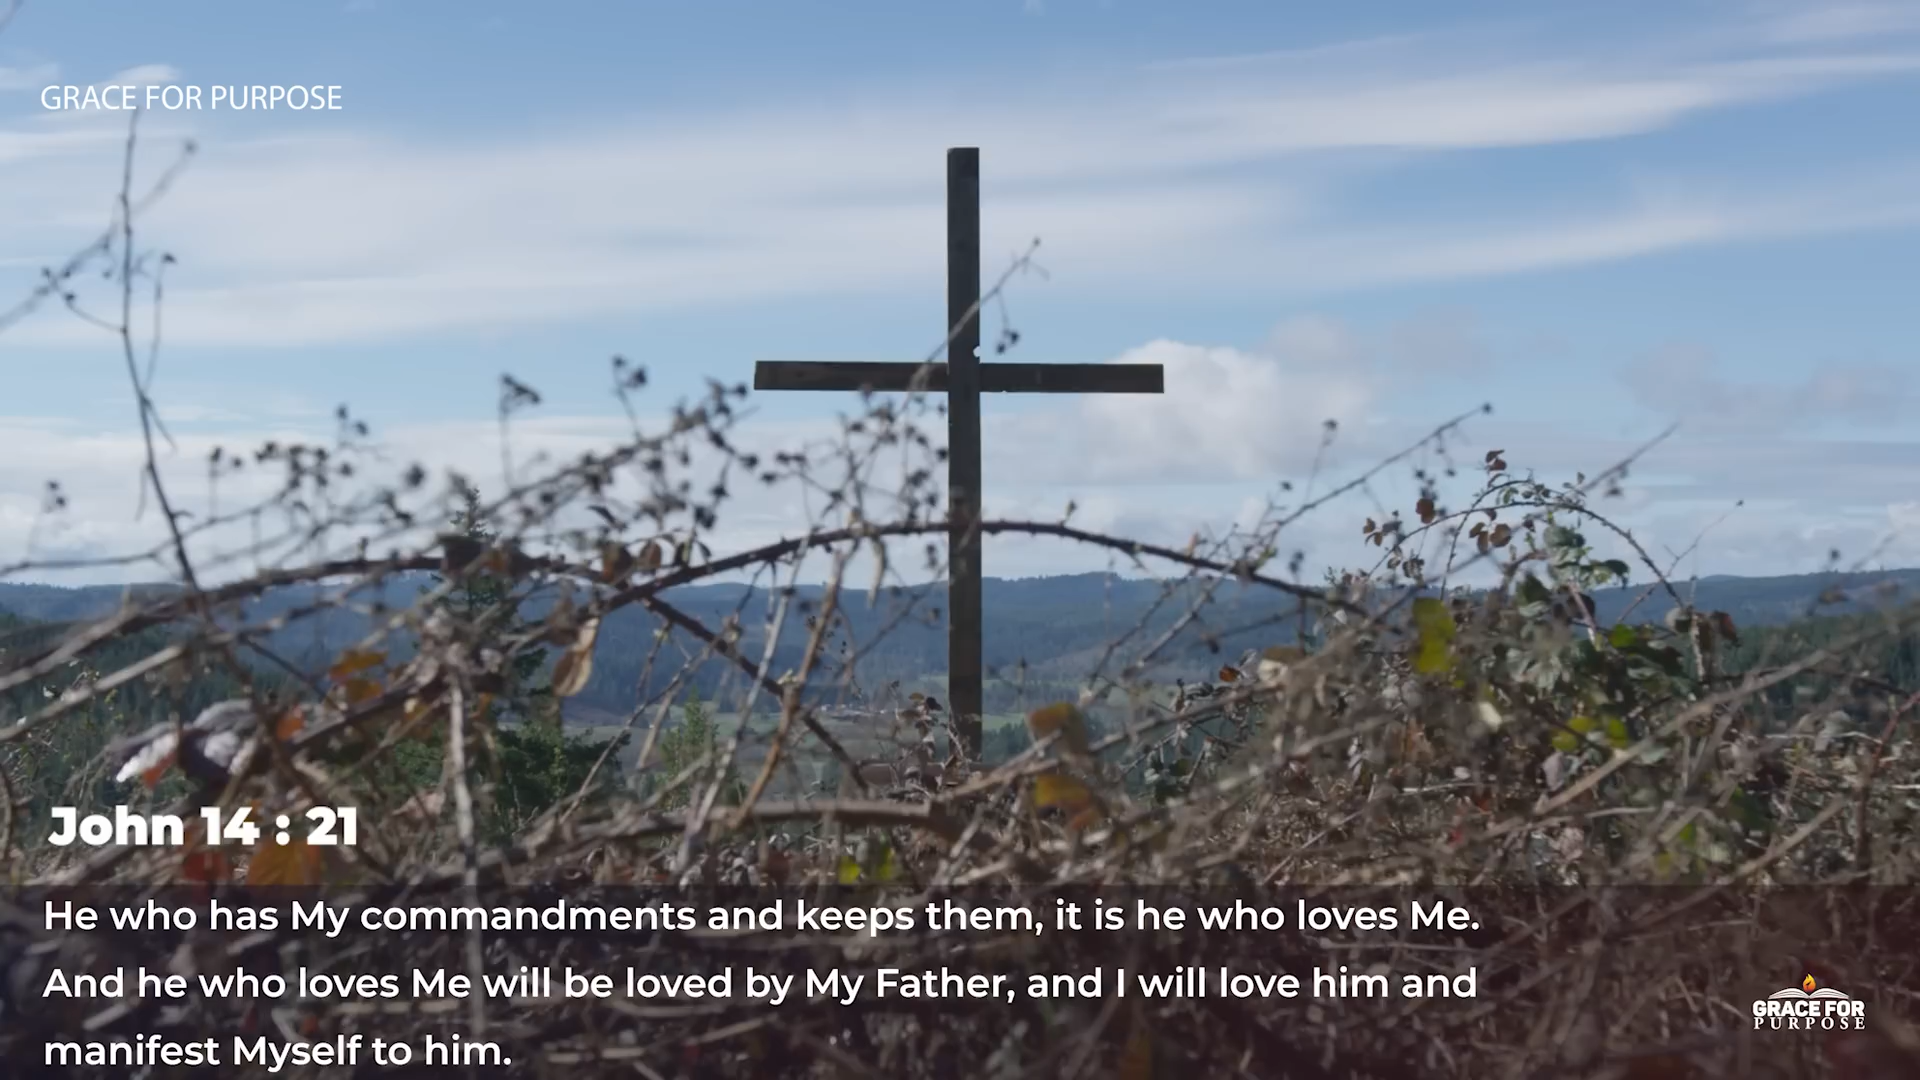 GRACE FOR PURPOSE
John 14 : 21
He who has My commandments and keeps them, it is he who loves Me.
And he who loves Me will be loved by My Father, and I will love him and
manifest Myself to him.
GRACE FOR
PURPOSE